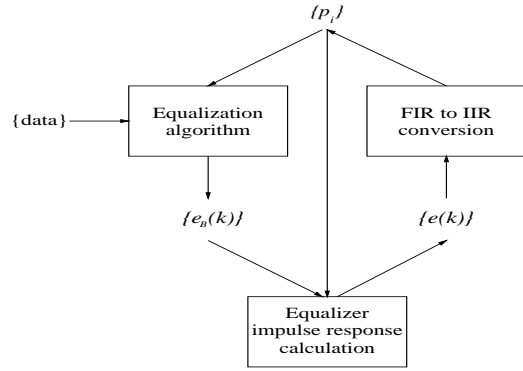 {p_i}
{data}
Equalization
algorithm
FIR to IIR
conversion
{e_B(k)}
{e(k)}
Equalizer
impulse response
calculation